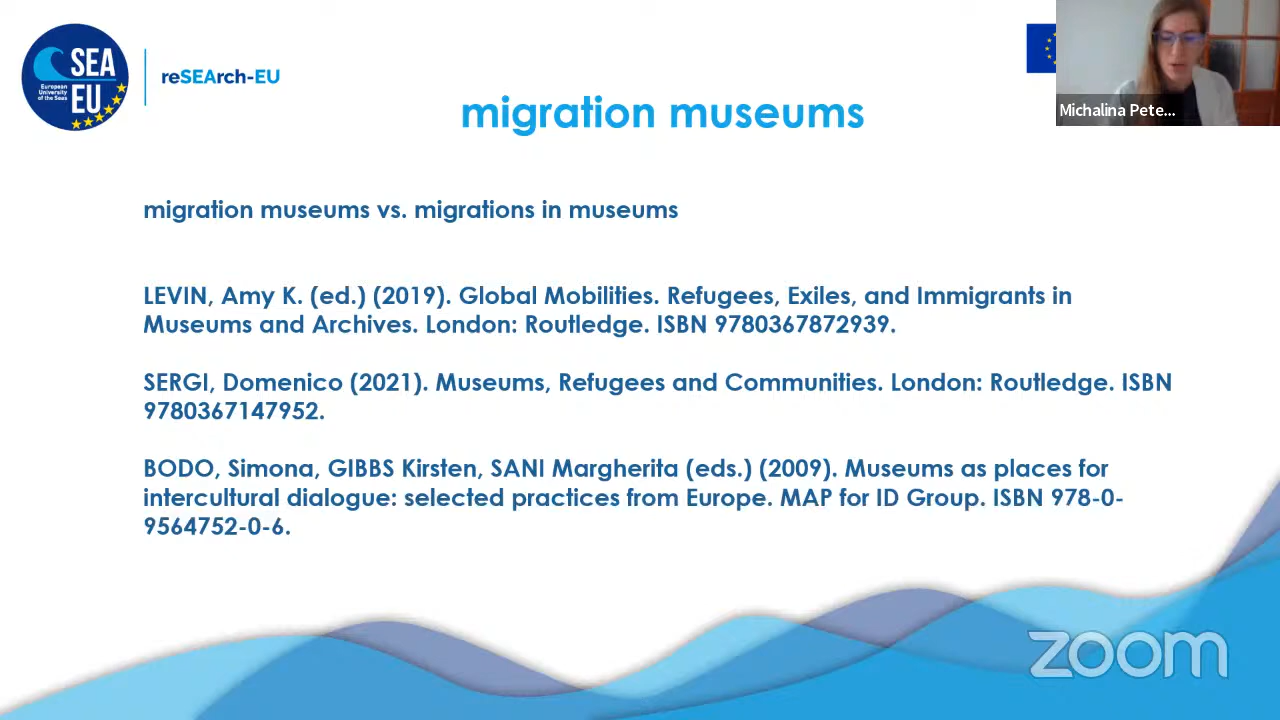 SEA
EU
European
University
of the Seas
reSEArch-EU
Michalina Pete...
migration museums
migration museums vs. migrations in museums
LEVIN, Amy K. (ed.) (2019). Global Mobilities. Refugees, Exiles, and Immigrants in
Museums and Archives. London: Routledge. ISBN 9780367872939.
SERGI, Domenico (2021). Museums, Refugees and Communities. London: Routledge. ISBN
9780367147952.
BODO, Simona, GIBBS Kirsten, SANI Margherita (eds.) (2009). Museums as places for
intercultural dialogue: selected practices from Europe. MAP for ID Group. ISBN 978-0-
9564752-0-6.
zoom